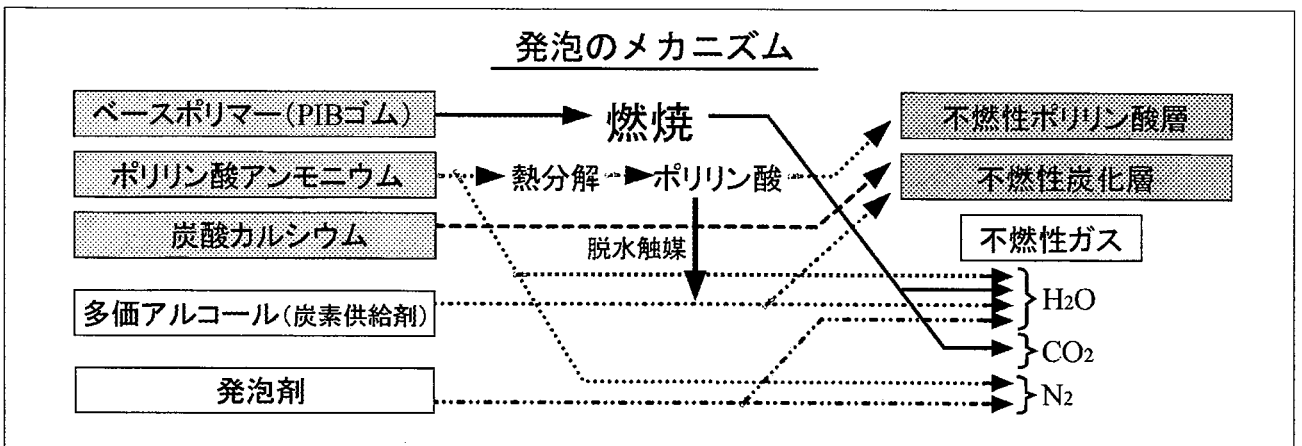 発泡のメカニズム
ベースポリマー(PIBゴム)
燃焼
不燃性ポリリン酸層
ポリリン酸アンモニウム
熱分解
ポリリン酸
不燃性炭化層
炭酸カルシウム
脱水触媒
不燃性ガス
多価アルコール(炭素供給剤)
H2O
CO2
発泡剤
N2